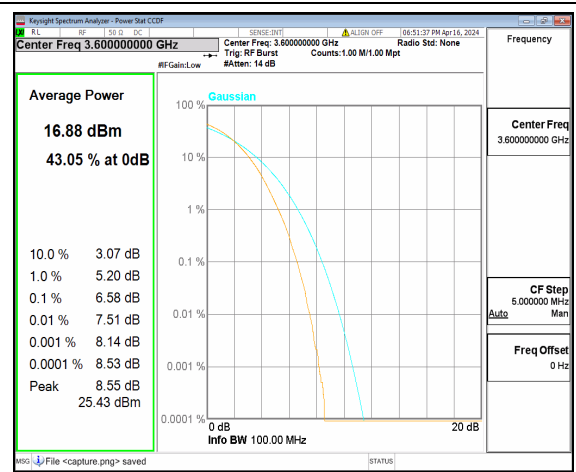 Keysight Spectrum Analyzer - Power Stat CCDF
RL RF 50 Ω DC SENSE:INT ALIGN OFF 06:51:37 PM Apr 16, 2024
Center Freq 3.600000000 GHz
Center Freq: 3.600000000 GHz Radio Std: None
Trig: RF Burst Counts:1.00 M/1.00 Mpt
#IFGain:Low #Atten: 14 dB
Frequency
Average Power
16.88 dBm
43.05 % at 0dB
10.0 % 3.07 dB
1.0 % 5.20 dB
0.1 % 6.58 dB
0.01 % 7.51 dB
0.001 % 8.14 dB
0.0001 % 8.53 dB
Peak 8.55 dB
25.43 dBm
Gaussian
100 %
10 %
1 %
0.1 %
0.01 %
0.001 %
0.0001 %
0 dB 20 dB
Info BW 100.00 MHz
Center Freq
3.600000000 GHz
CF Step
5.000000 MHz
Auto Man
Freq Offset
0 Hz
MSG File <capture.png> saved STATUS